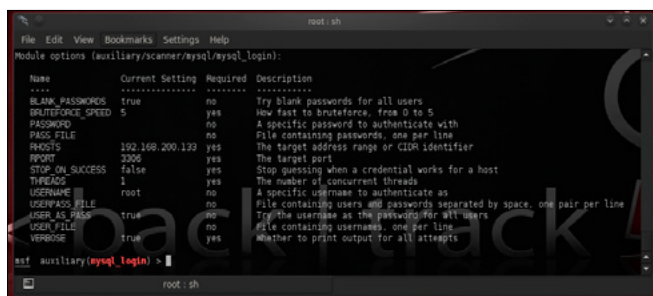 root : sh
File Edit View Bookmarks Settings Help
Module options (auxiliary/scanner/mysql/mysql_login):
Name Current Setting Required Description
---- --------------- -------- -----------
BLANK_PASSWORDS true no Try blank passwords for all users
BRUTEFORCE_SPEED 5 yes How fast to bruteforce, from 0 to 5
PASSWORD no A specific password to authenticate with
PASS_FILE no File containing passwords, one per line
RHOSTS 192.168.200.133 yes The target address range or CIDR identifier
RPORT 3306 yes The target port
STOP_ON_SUCCESS false yes Stop guessing when a credential works for a host
THREADS 1 yes The number of concurrent threads
USERNAME root no A specific username to authenticate as
USERPASS_FILE no File containing users and passwords separated by space, one pair per line
USER_AS_PASS true no Try the username as the password for all users
USER_FILE no File containing usernames, one per line
VERBOSE true yes Whether to print output for all attempts
<back|track
msf auxiliary(mysql_login) >
root : sh